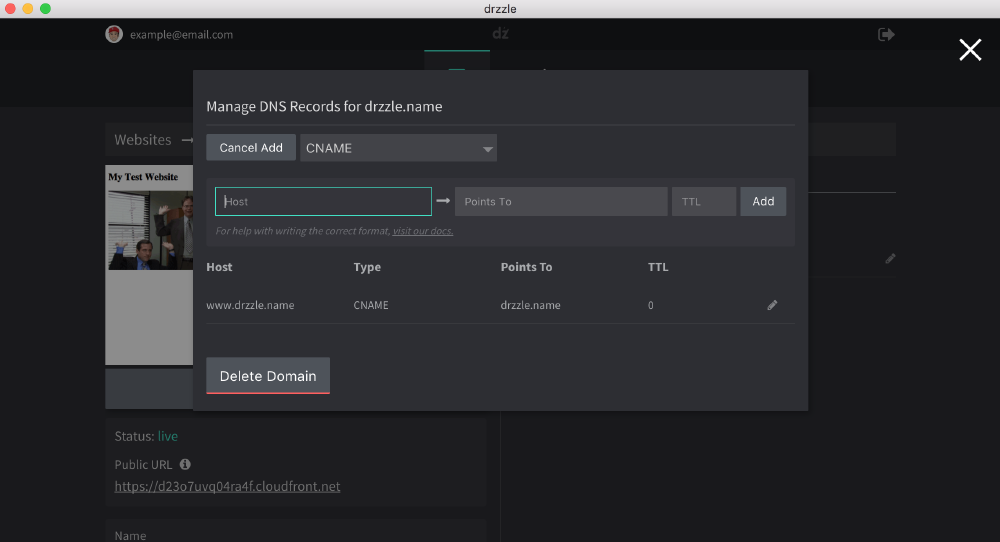 drzzle
example@email.com
dz
Manage DNS Records for drzzle.name
Websites →
Cancel Add
CNAME
My Test Website
Host → Points To TTL Add
For help with writing the correct format, visit our docs.
Host Type Points To TTL
www.drzzle.name CNAME drzzle.name 0
Delete Domain
Status: live
Public URL
https://d23o7uvq04ra4f.cloudfront.net
Name